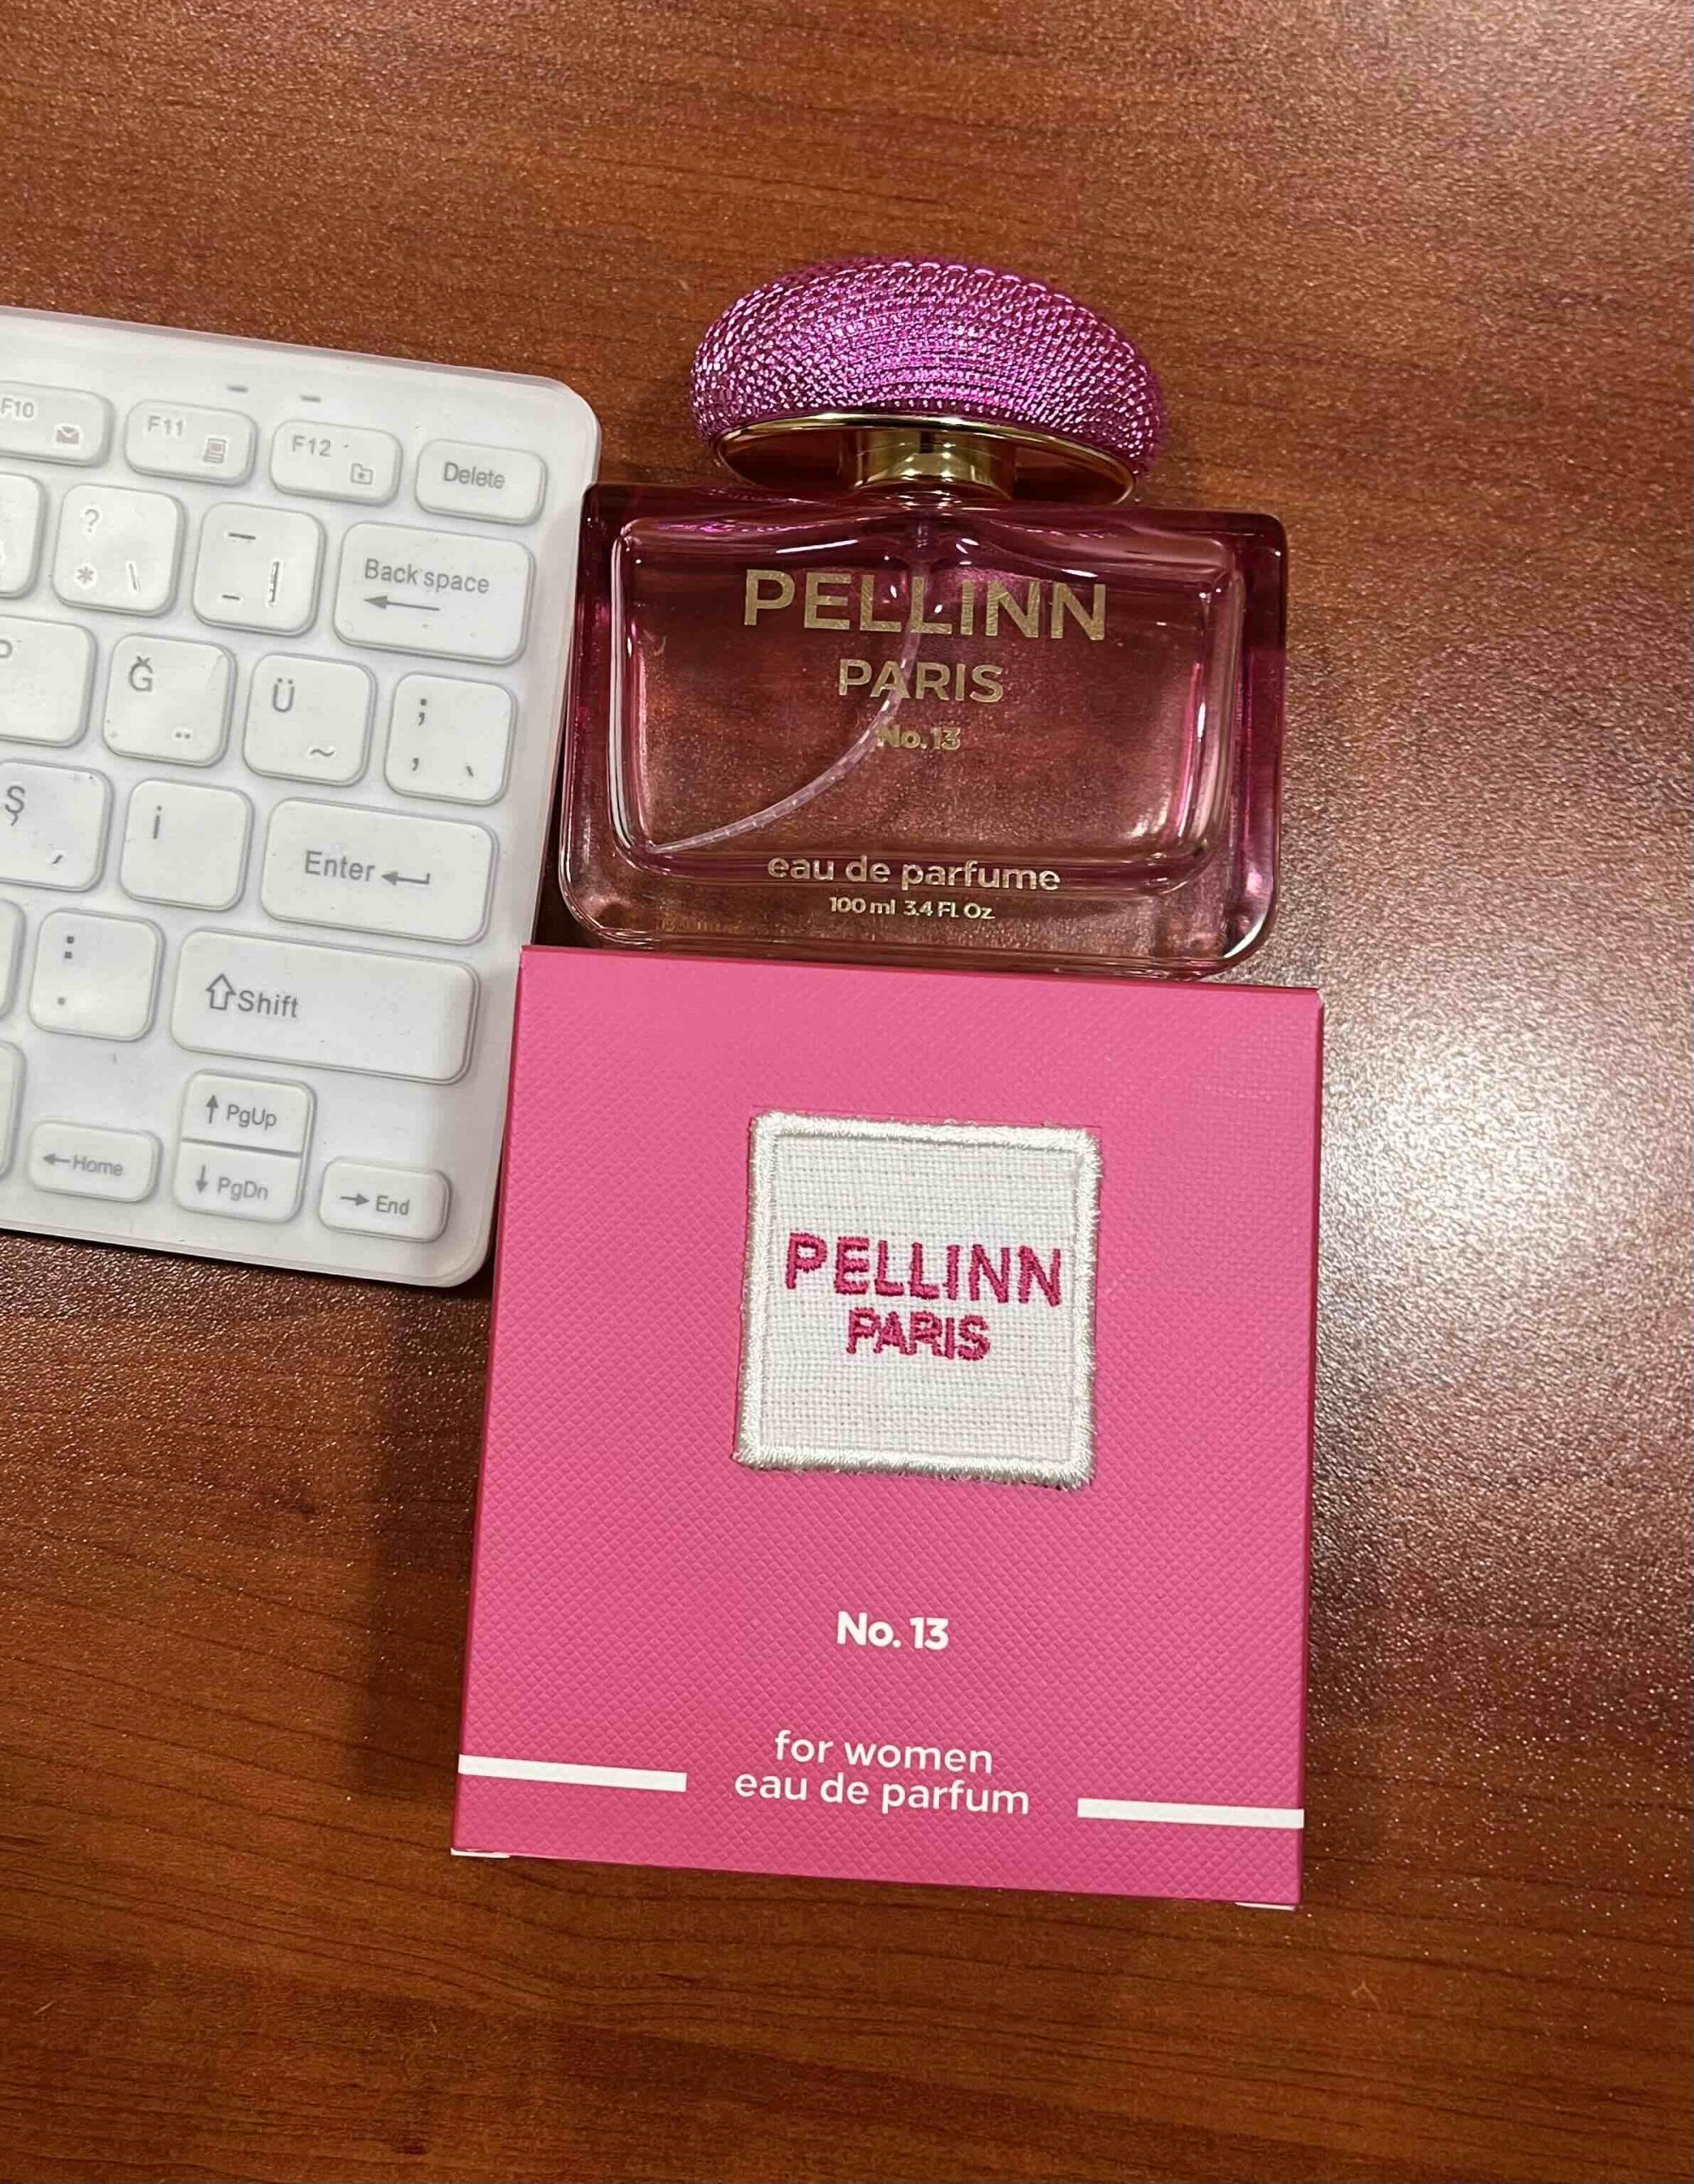 PELLINN
PARIS
No. 13
eau de parfume
100 ml 3.4 Fl. Oz
PELLINN
PARIS
No. 13
for women
eau de parfum
F10
F11
F12
Delete
?
* \
Back space
Ğ
Ü
~
;
,
Ş
İ
Enter
:
.
Shift
PgUp
Home
PgDn
End